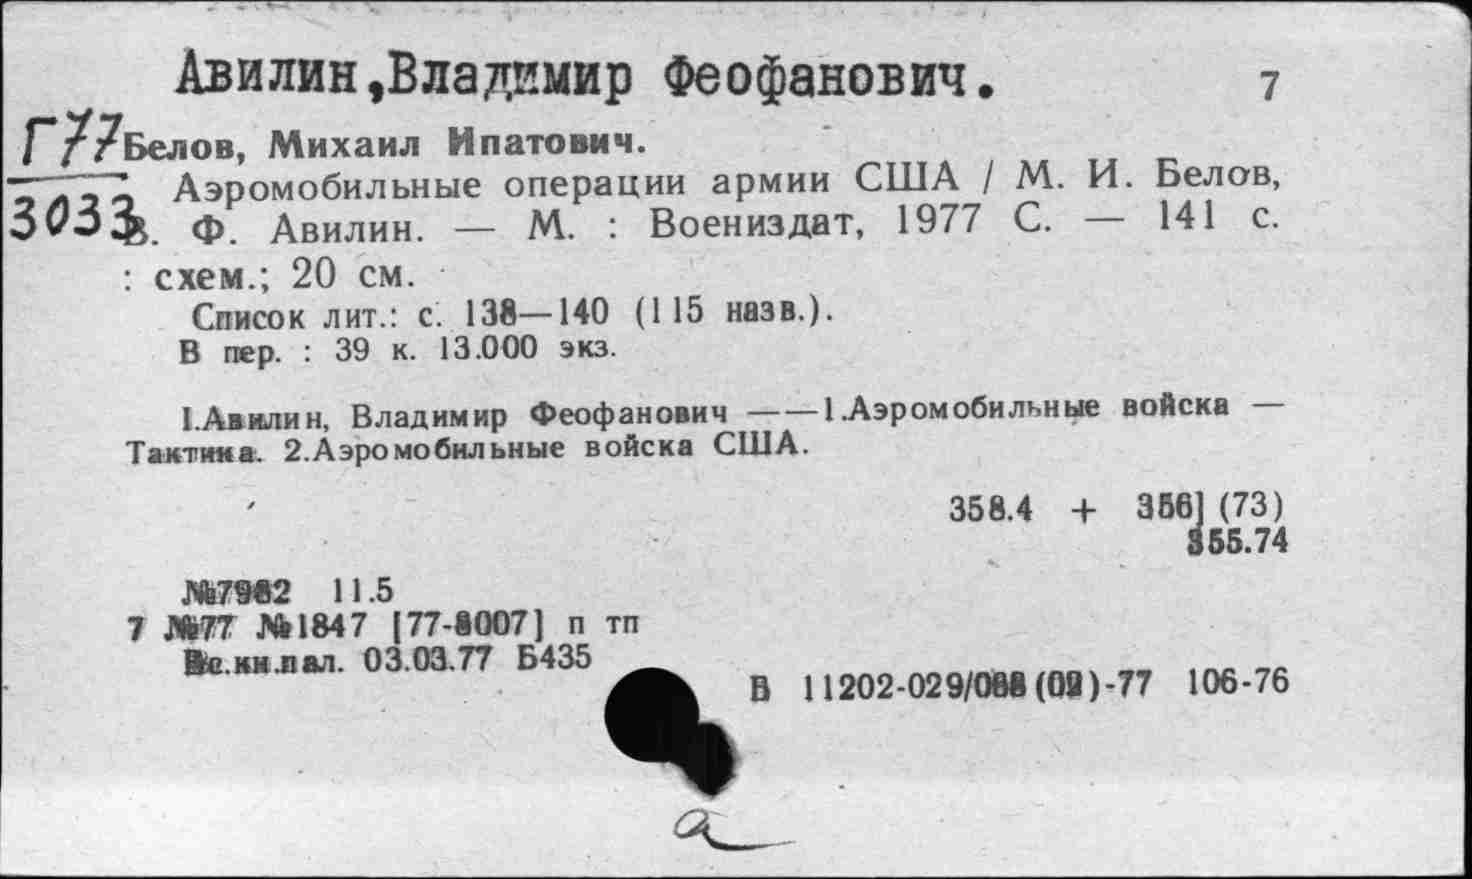 Авилин,Владимир Феофанович. 7
Г77 Белов, Михаил Ипатович.
Аэромобильные операции армии США / М. И. Белов,
3033 В. Ф. Авилин. — М. : Воениздат, 1977 С. — 141 с.
: схем.; 20 см.
Список лит.: с. 138—140 (115 назв.).
В пер. : 39 к. 13.000 экз.
1.Авилин, Владимир Феофанович ——1.Аэромобильные войска —
Тактика. 2.Аэромобильные войска США.
358.4 + 356] (73)
355.74
№7982 11.5
7 №77 №1847 [77-8007] п тп
Вс.кн.пал. 03.03.77 Б435
В 11202-029/068 (02)-77 106-76